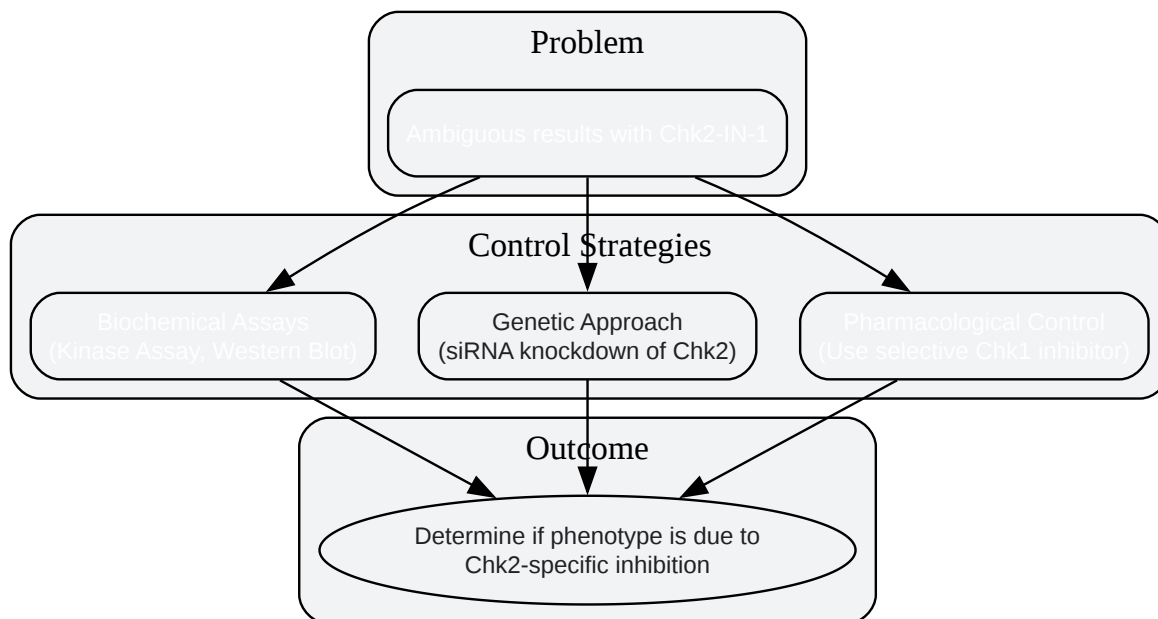 Problem
Ambiguous results with Chk2-IN-1
Control Strategies
Biochemical Assays
(Kinase Assay, Western Blot)
Genetic Approach
(siRNA knockdown of Chk2)
Pharmacological Control
(Use selective Chk1 inhibitor)
Outcome
Determine if phenotype is due to
Chk2-specific inhibition